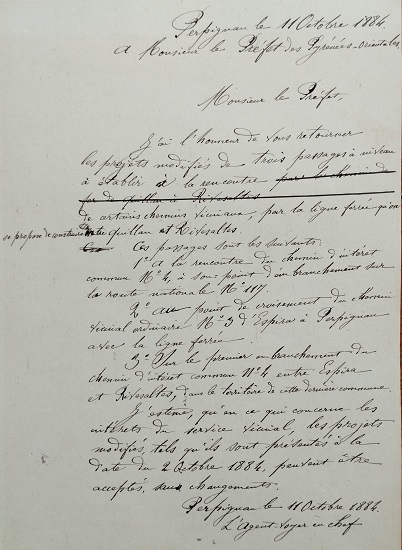 Perpignan le 11 Octobre 1884.
A Monsieur le Préfet des Pyrénées-Orientales
Monsieur le Préfet,
J'ai l'honneur de vous retourner
les projets modifiés de trois passages à niveau
à établir à la rencontre par le chemin de
fer de Quillan à Rivesaltes
de certains chemins vicinaux, par la ligne ferrée qu'on
se propose de construire entre Quillan et Rivesaltes.
Ces passages sont les suivants:
1° A la rencontre du chemin d'intérêt
commun N° 4, à son point d'embranchement sur
la route nationale N° 117.
2° au point de croisement du chemin
vicinal ordinaire N° 3 d'Espira à Perpignan
avec la ligne ferrée.
3° Sur le premier embranchement du
chemin d'intérêt commun N° 4 entre Espira
et Rivesaltes, dans le territoire de cette dernière commune.
J'estime, qu'en ce qui concerne les
intérêts du service vicinal, les projets
modifiés, tels qu'ils sont présentés à la
date du 2 Octobre 1884, peuvent être
acceptés, sans changements.
Perpignan le 11 Octobre 1884.
L'Agent-Voyer en chef